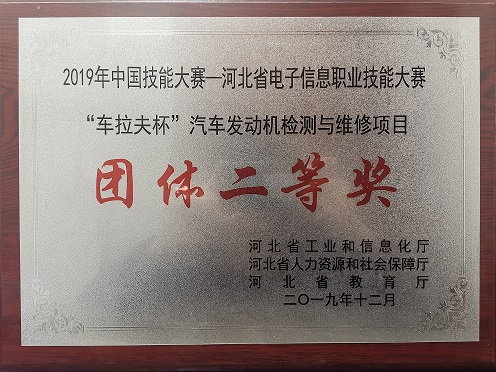 2019年中国技能大赛—河北省电子信息职业技能大赛
“车拉夫杯”汽车发动机检测与维修项目
团体二等奖
河北省工业和信息化厅
河北省人力资源和社会保障厅
河北省教育厅
二〇一九年十二月